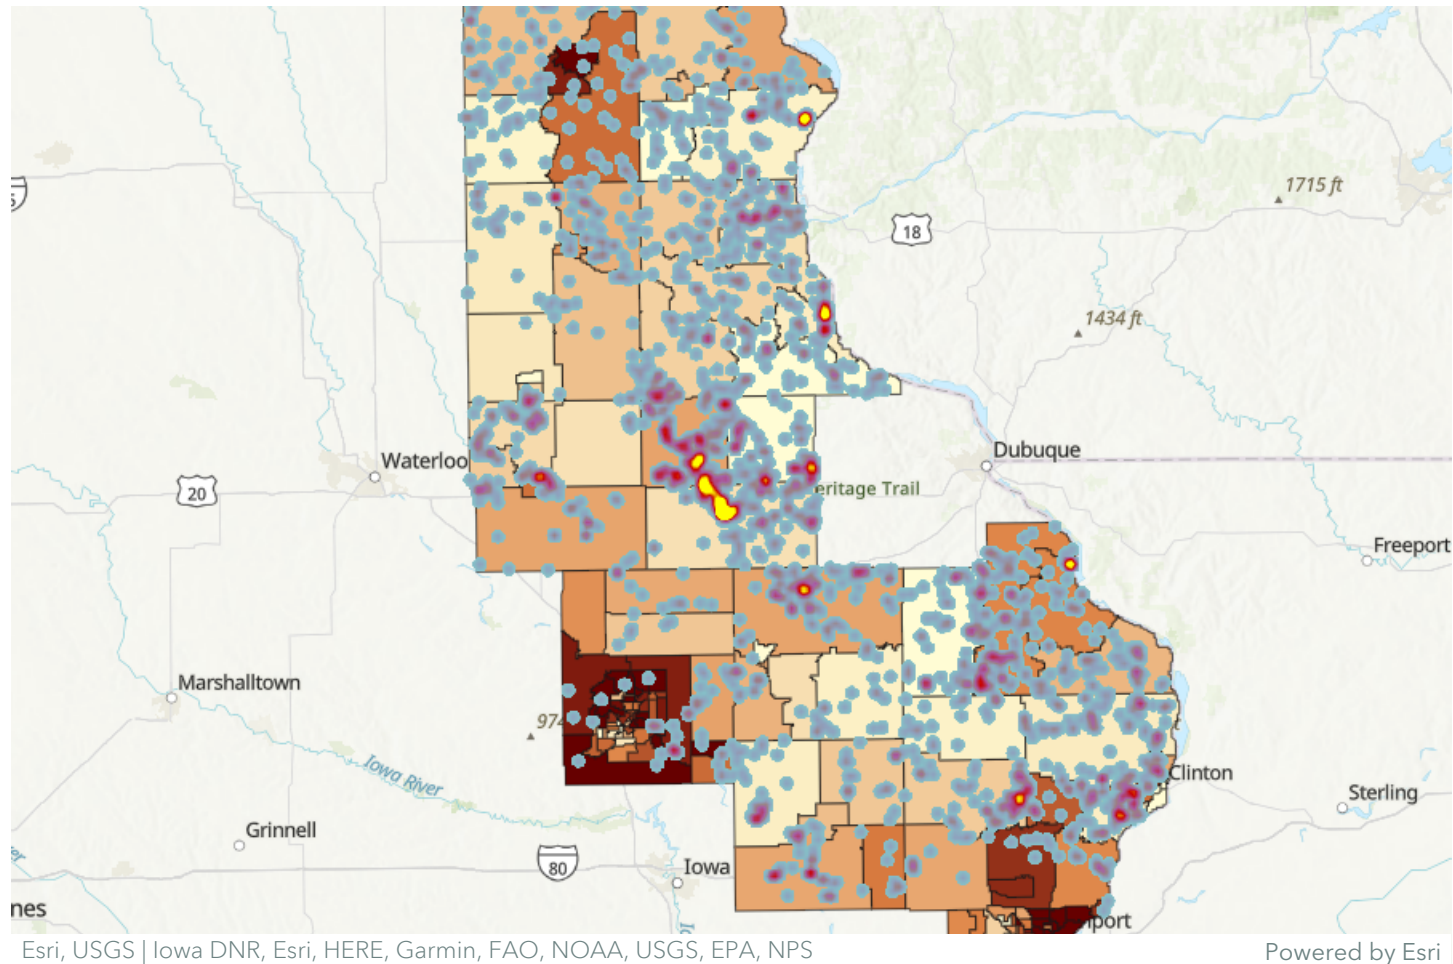 1715 ft
18
1434 ft
Dubuque
Waterloo
20
eritage Trail
Freeport
Marshalltown
974
Iowa River
Clinton
Sterling
Grinnell
80
Iowa
nes
port
Esri, USGS | Iowa DNR, Esri, HERE, Garmin, FAO, NOAA, USGS, EPA, NPS
Powered by Esri